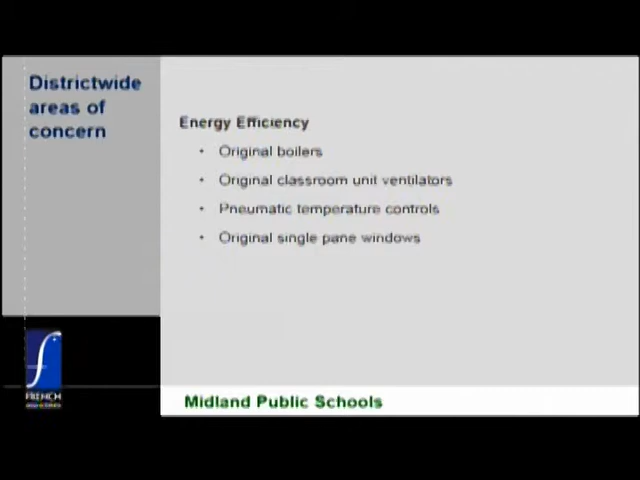 Districtwide
areas of
concern
Energy Efficiency
• Original boilers
• Original classroom unit ventilators
• Pneumatic temperature controls
• Original single pane windows
f
FRENCH
Midland Public Schools